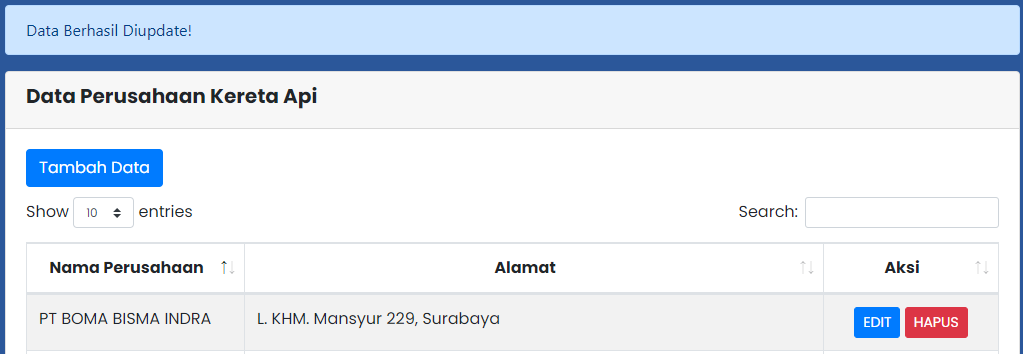 Data Berhasil Diupdate!
Data Perusahaan Kereta Api
Tambah Data
Show 10 entries Search:
Nama Perusahaan Alamat Aksi
PT BOMA BISMA INDRA L. KHM. Mansyur 229, Surabaya EDIT HAPUS